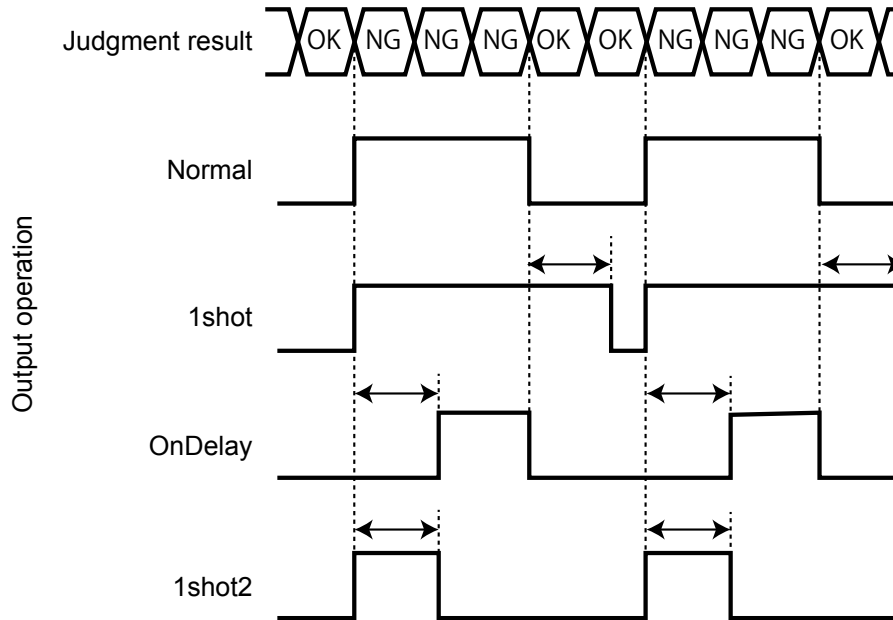 Judgment result OK NG NG NG OK OK NG NG NG OK
Output operation
Normal
1shot
OnDelay
1shot2